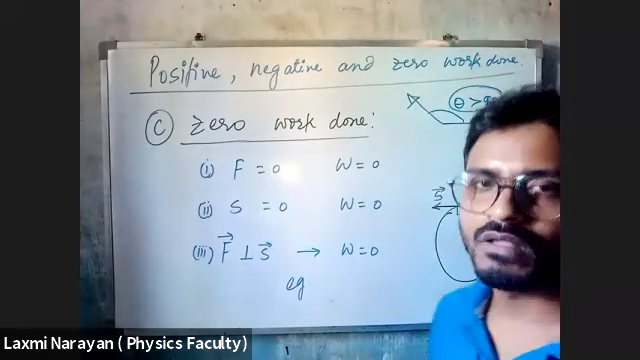 Positive, negative and zero work done:
θ >
C zero work done:
(i) F = 0 W = 0
(ii) S = 0 W = 0
S⃗
(iii) F⃗ ⊥ S⃗ → W = 0
eg
Laxmi Narayan ( Physics Faculty)